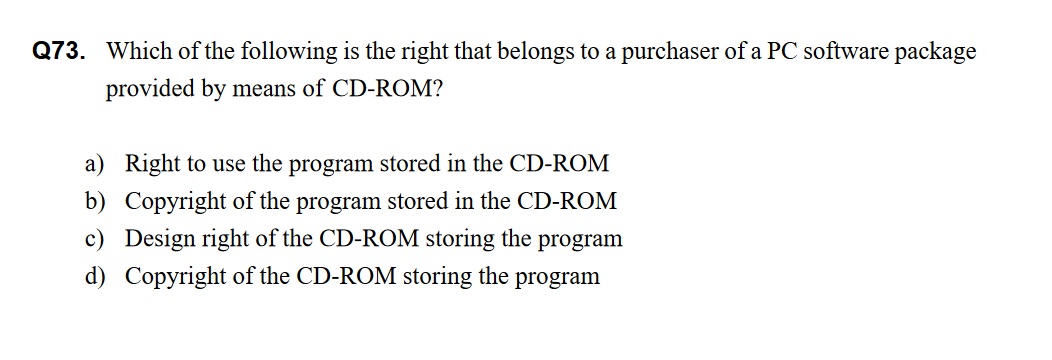 Q73. Which of the following is the right that belongs to a purchaser of a PC software package
provided by means of CD-ROM?
a) Right to use the program stored in the CD-ROM
b) Copyright of the program stored in the CD-ROM
c) Design right of the CD-ROM storing the program
d) Copyright of the CD-ROM storing the program